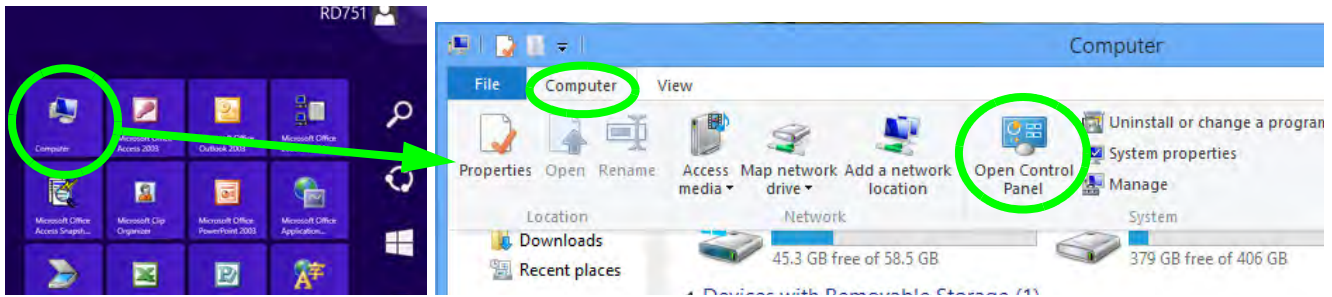 RD751
Computer
Microsoft Office
Access 2003
Microsoft Office
Outlook 2003
Microsoft Office
Microsoft Office
Access Snapsh...
Microsoft Clip
Organizer
Microsoft Office
PowerPoint 2003
Microsoft Office
Application...
Computer
File
Computer
View
Properties
Open
Rename
Access
media
Map network
drive
Add a network
location
Open Control
Panel
Uninstall or change a program
System properties
Manage
Location
Network
System
Downloads
Recent places
45.3 GB free of 58.5 GB
379 GB free of 406 GB
Devices with Removable Storage (1)